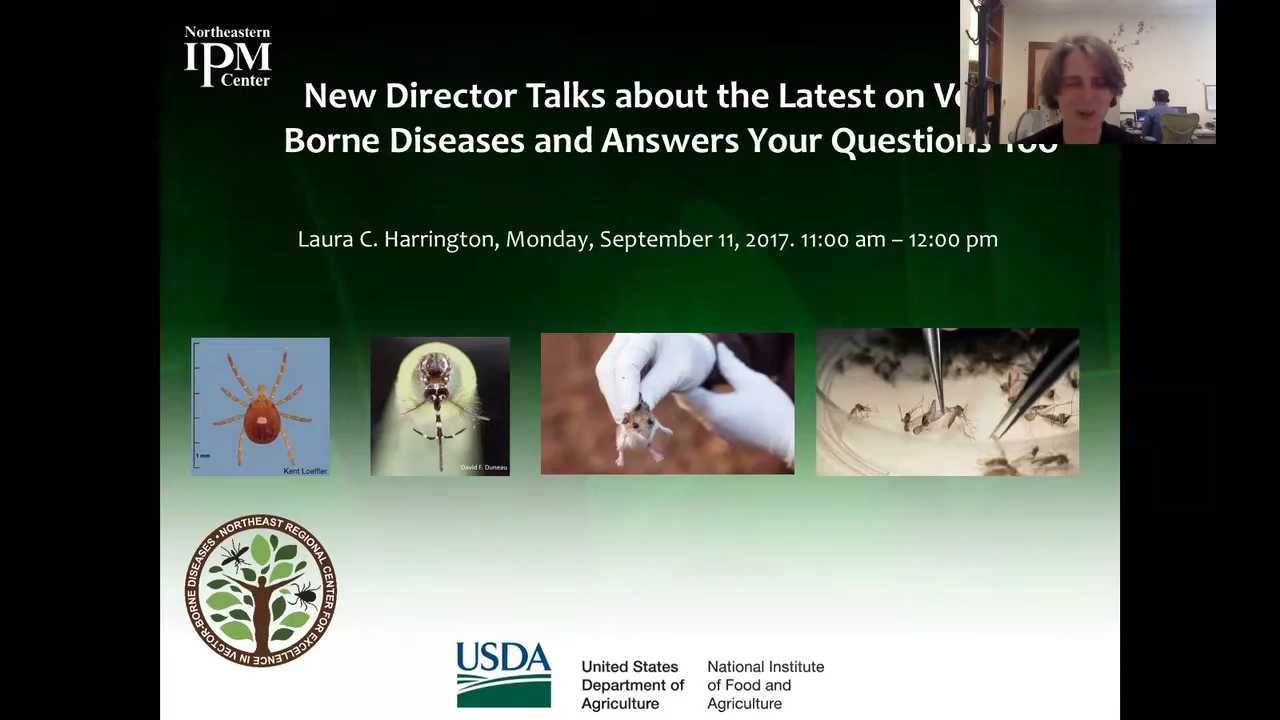 Northeastern
IPM
Center
New Director Talks about the Latest on
Borne Diseases and Answers Your Questions Too
Laura C. Harrington, Monday, September 11, 2017. 11:00 am – 12:00 pm
1 mm
Kent Loeffler
David F. Duneau
NORTHEAST REGIONAL CENTER FOR EXCELLENCE IN VECTOR-BORNE DISEASES •
USDA
United States
Department of
Agriculture
National Institute
of Food and
Agriculture